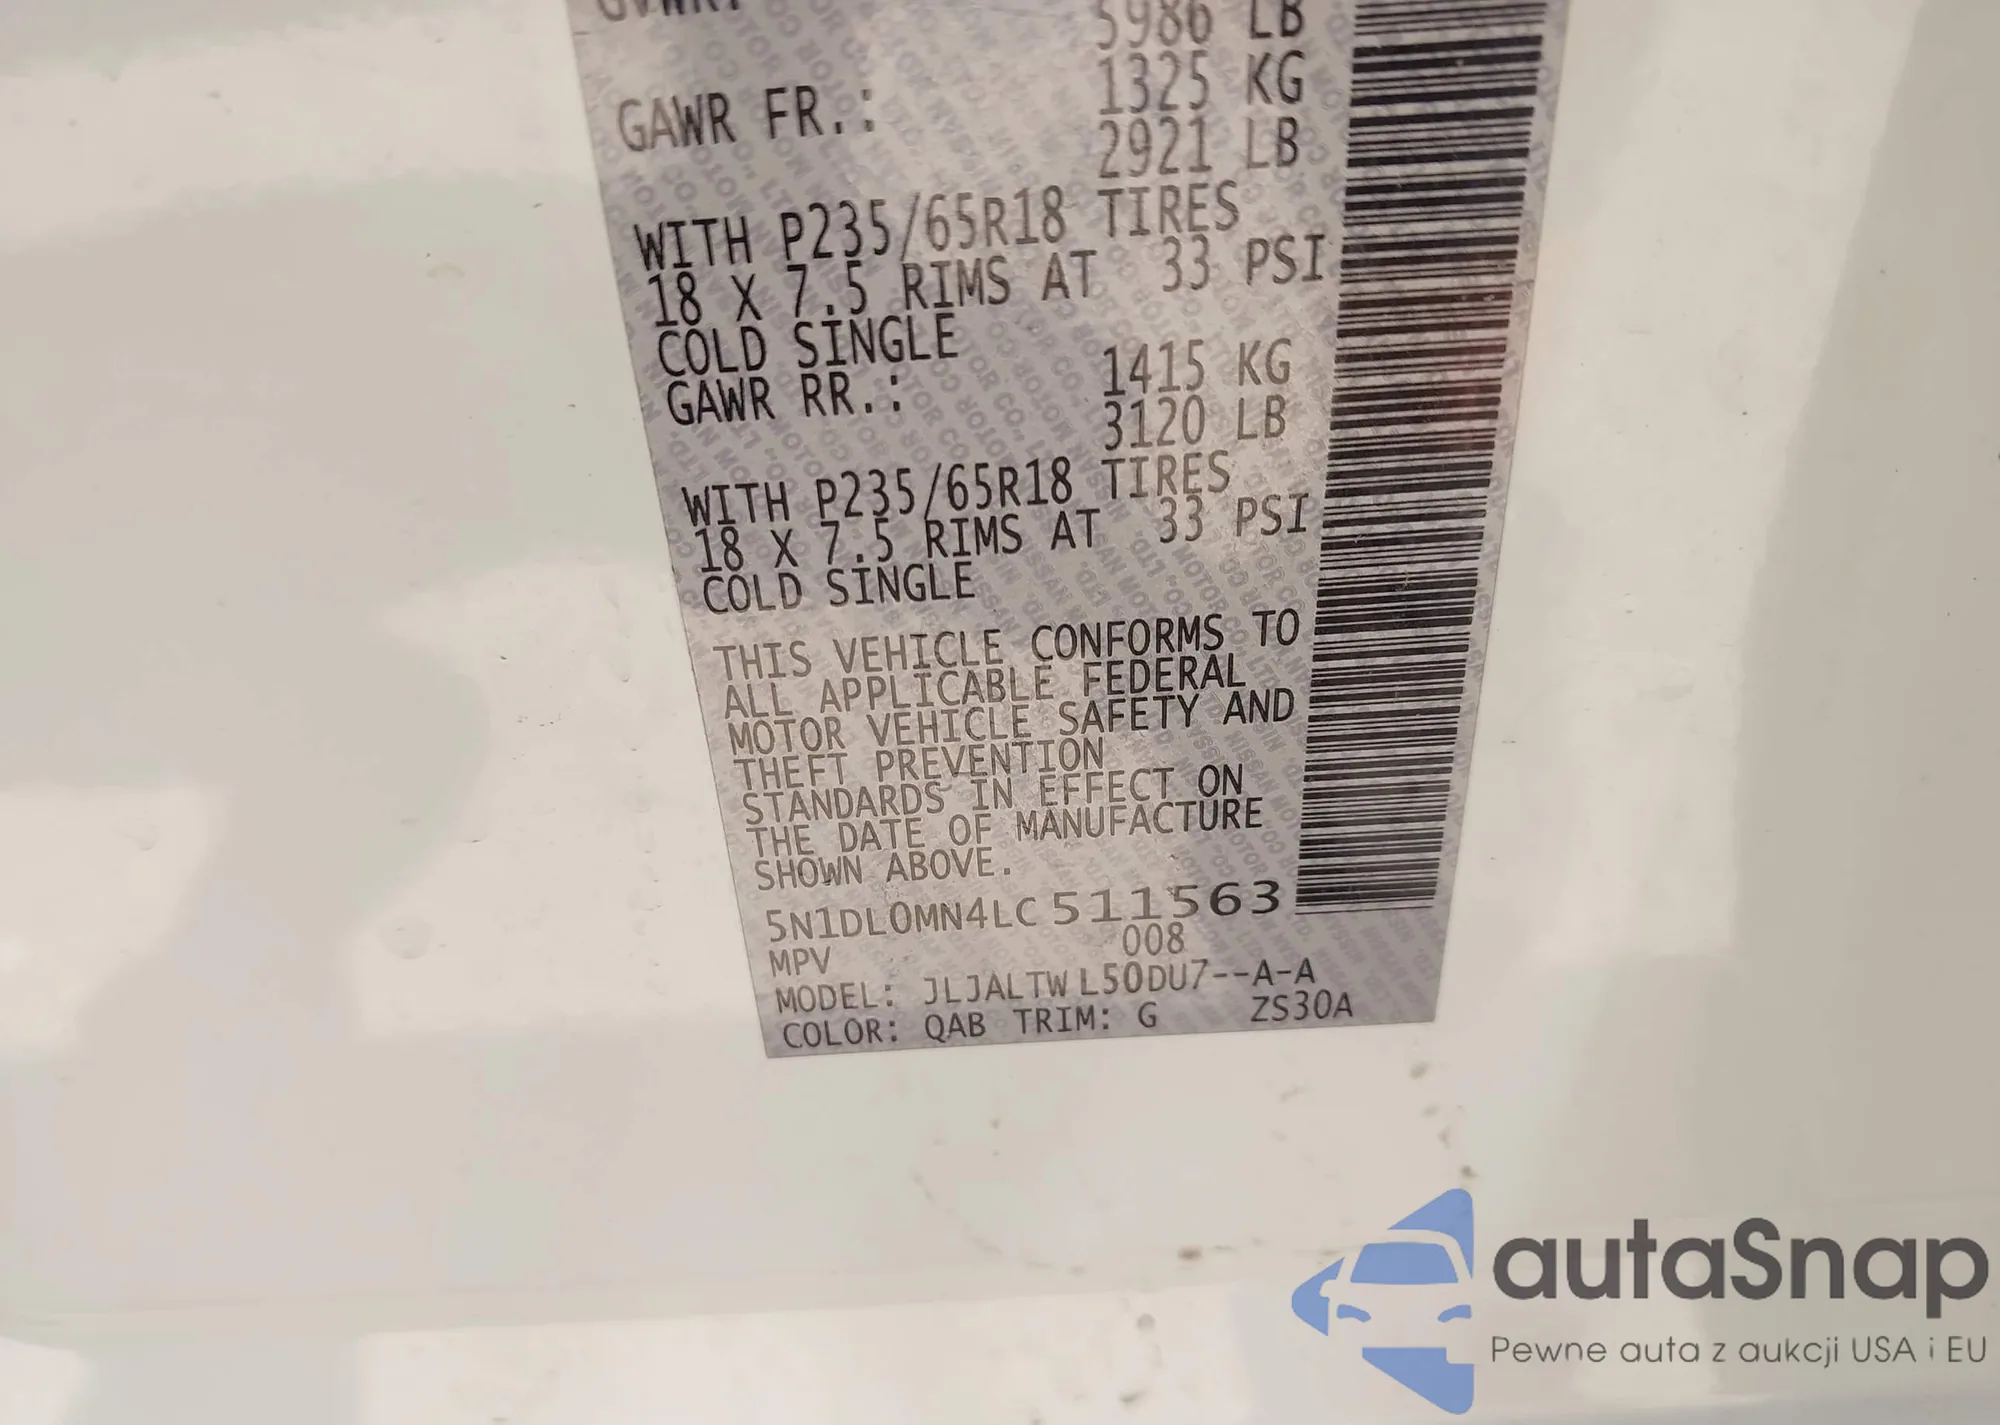 GVWR:
5986 LB
GAWR FR.: 1325 KG
2921 LB
WITH P235/65R18 TIRES
18 X 7.5 RIMS AT 33 PSI
COLD SINGLE
GAWR RR.: 1415 KG
3120 LB
WITH P235/65R18 TIRES
18 X 7.5 RIMS AT 33 PSI
COLD SINGLE
THIS VEHICLE CONFORMS TO
ALL APPLICABLE FEDERAL
MOTOR VEHICLE SAFETY AND
THEFT PREVENTION
STANDARDS IN EFFECT ON
THE DATE OF MANUFACTURE
SHOWN ABOVE.
5N1DL0MN4LC511563
MPV 008
MODEL: JLJALTWL50DU7--A-A
COLOR: QAB TRIM: G ZS30A
autaSnap
Pewne auta z aukcji USA i EU